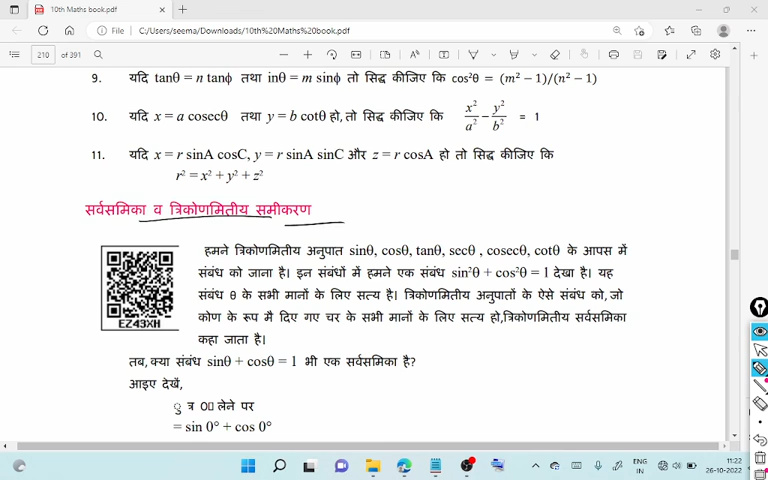 10th Maths book.pdf
File
C:/Users/seema/Downloads/10th%20Maths%20book.pdf
210 of 391
9. यदि tanθ = n tanϕ तथा inθ = m sinϕ तो सिद्ध कीजिए कि cos²θ = (m² − 1)/(n² − 1)
10. यदि x = a cosecθ तथा y = b cotθ हो, तो सिद्ध कीजिए कि x²/a² − y²/b² = 1
11. यदि x = r sinA cosC, y = r sinA sinC और z = r cosA हो तो सिद्ध कीजिए कि
r² = x² + y² + z²
सर्वसमिका व त्रिकोणमितीय समीकरण
हमने त्रिकोणमितीय अनुपात sinθ, cosθ, tanθ, secθ , cosecθ, cotθ के आपस में
संबंध को जाना है। इन संबंधों में हमने एक संबंध sin²θ + cos²θ = 1 देखा है। यह
संबंध θ के सभी मानों के लिए सत्य है। त्रिकोणमितीय अनुपातों के ऐसे संबंध को, जो
कोण के रूप मै दिए गए चर के सभी मानों के लिए सत्य हो,त्रिकोणमितीय सर्वसमिका
कहा जाता है।
EZ43XH
तब, क्या संबंध sinθ + cosθ = 1 भी एक सर्वसमिका है?
आइए देखें,
त्र 0 लेने पर
= sin 0° + cos 0°
ENG
IN
11:22
26-10-2022